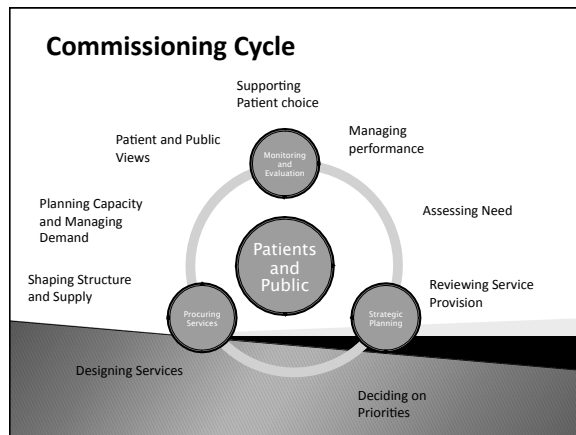 Commissioning Cycle
Supporting
Patient choice
Patient and Public
Views
Monitoring
and
Evaluation
Managing
performance
Planning Capacity
and Managing
Demand
Assessing Need
Patients
and
Public
Shaping Structure
and Supply
Reviewing Service
Provision
Procuring
Services
Strategic
Planning
Designing Services
Deciding on
Priorities